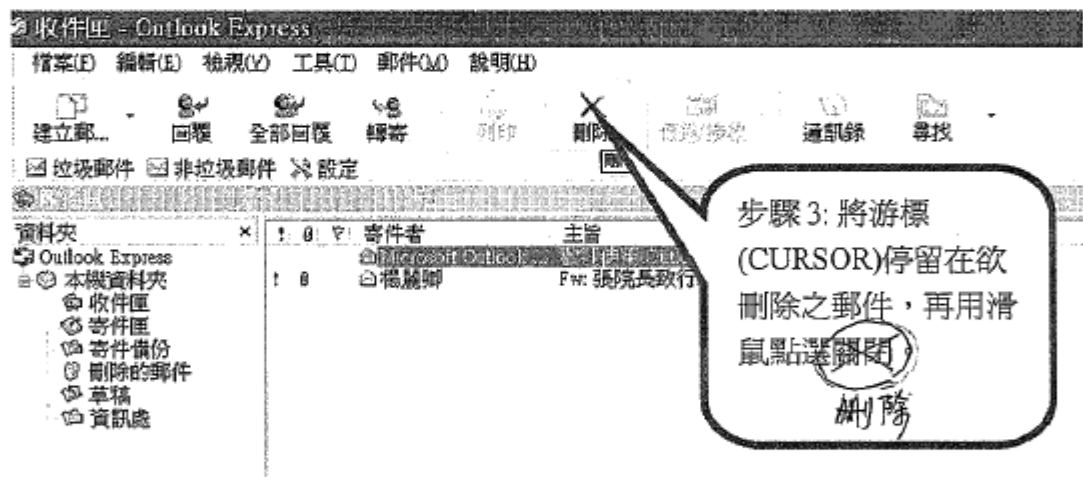 收件匣 - Outlook Express
檔案(F) 編輯(E) 檢視(V) 工具(T) 郵件(M) 說明(H)
建立郵... 回覆 全部回覆 轉寄 列印 刪除 傳送/接收 通訊錄 尋找
垃圾郵件 非垃圾郵件 設定
資料夾 × ! 寄件者 主旨
Outlook Express
本機資料夾 ! 楊麗卿 Fw: 張院長致行
收件匣
寄件匣
寄件備份
刪除的郵件
草稿
資訊處
步驟 3: 將游標
(CURSOR)停留在欲
刪除之郵件，再用滑
鼠點選關閉。
刪除